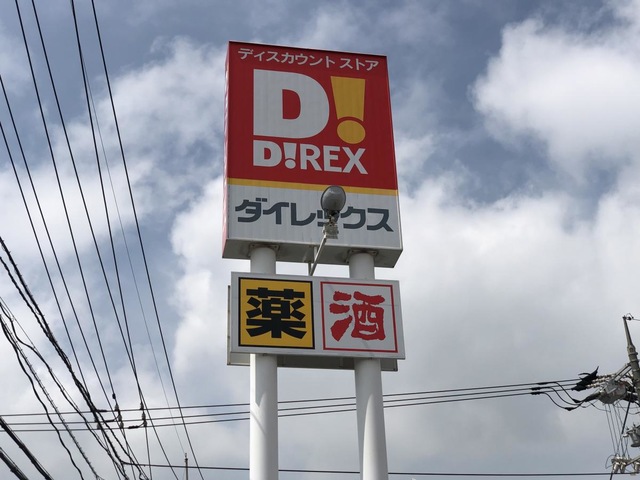 ディスカウント ストア
D!
D!REX
ダイレックス
薬 酒